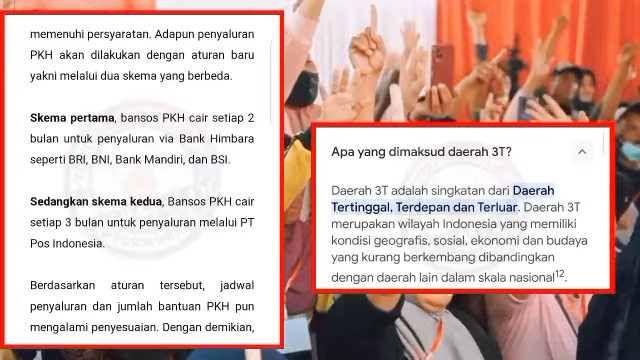 memenuhi persyaratan. Adapun penyaluran
PKH akan dilakukan dengan aturan baru
yakni melalui dua skema yang berbeda.
Skema pertama, bansos PKH cair setiap 2
bulan untuk penyaluran via Bank Himbara
seperti BRI, BNI, Bank Mandiri, dan BSI.
Sedangkan skema kedua, Bansos PKH cair
setiap 3 bulan untuk penyaluran melalui PT
Pos Indonesia.
Berdasarkan aturan tersebut, jadwal
penyaluran dan jumlah bantuan PKH pun
mengalami penyesuaian. Dengan demikian,
Apa yang dimaksud daerah 3T?
Daerah 3T adalah singkatan dari Daerah
Tertinggal, Terdepan dan Terluar. Daerah 3T
merupakan wilayah Indonesia yang memiliki
kondisi geografis, sosial, ekonomi dan budaya
yang kurang berkembang dibandingkan
dengan daerah lain dalam skala nasional12.